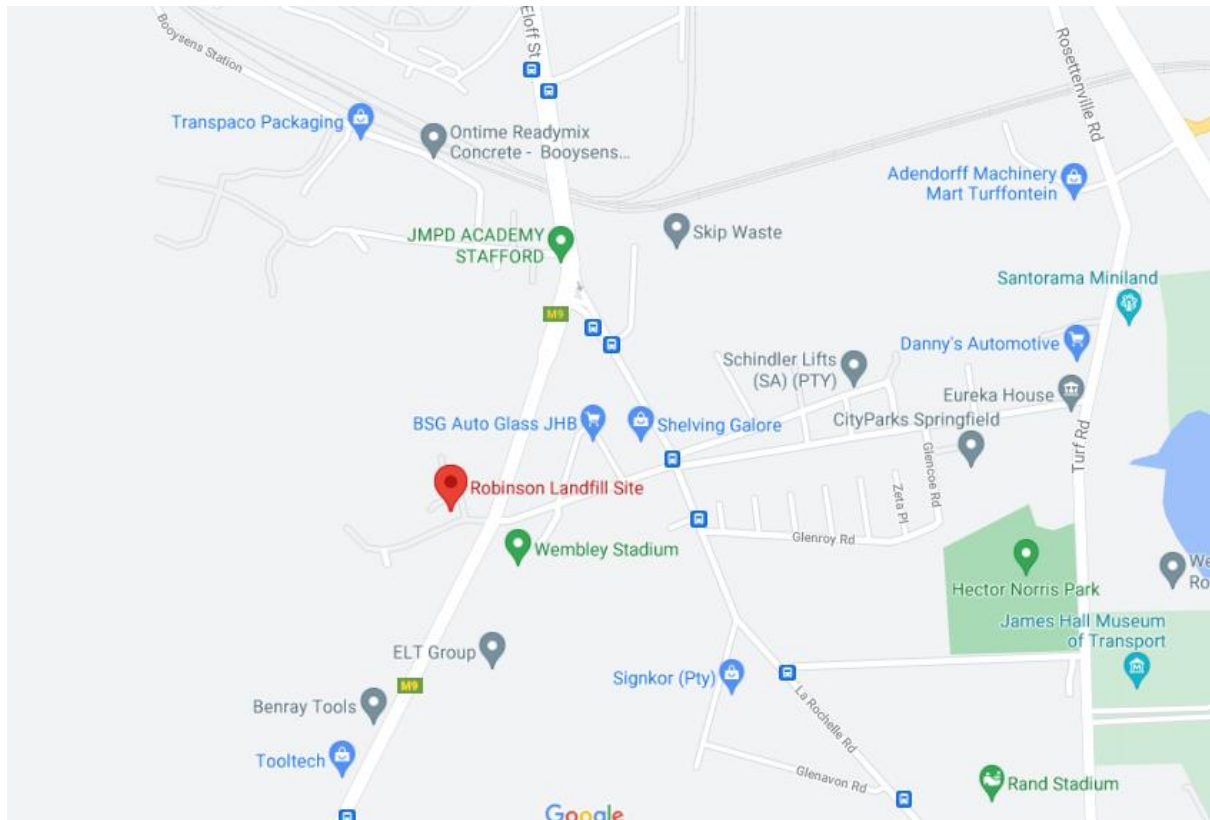 Eloff St
Rosettenville Rd
Booysens Station
Transpaco Packaging
Ontime Readymix
Concrete - Booysens...
Adendorff Machinery
Mart Turffontein
JMPD ACADEMY
STAFFORD
Skip Waste
Santorama Miniland
M9
Danny's Automotive
Schindler Lifts
(SA) (PTY)
Eureka House
BSG Auto Glass JHB
Shelving Galore
CityParks Springfield
Turf Rd
Glencoe Rd
Robinson Landfill Site
Zeta Pl
Glenroy Rd
Wembley Stadium
We
Ro
Hector Norris Park
James Hall Museum
of Transport
ELT Group
Signkor (Pty)
M9
Benray Tools
La Rochelle Rd
Tooltech
Glenavon Rd
Rand Stadium
Google